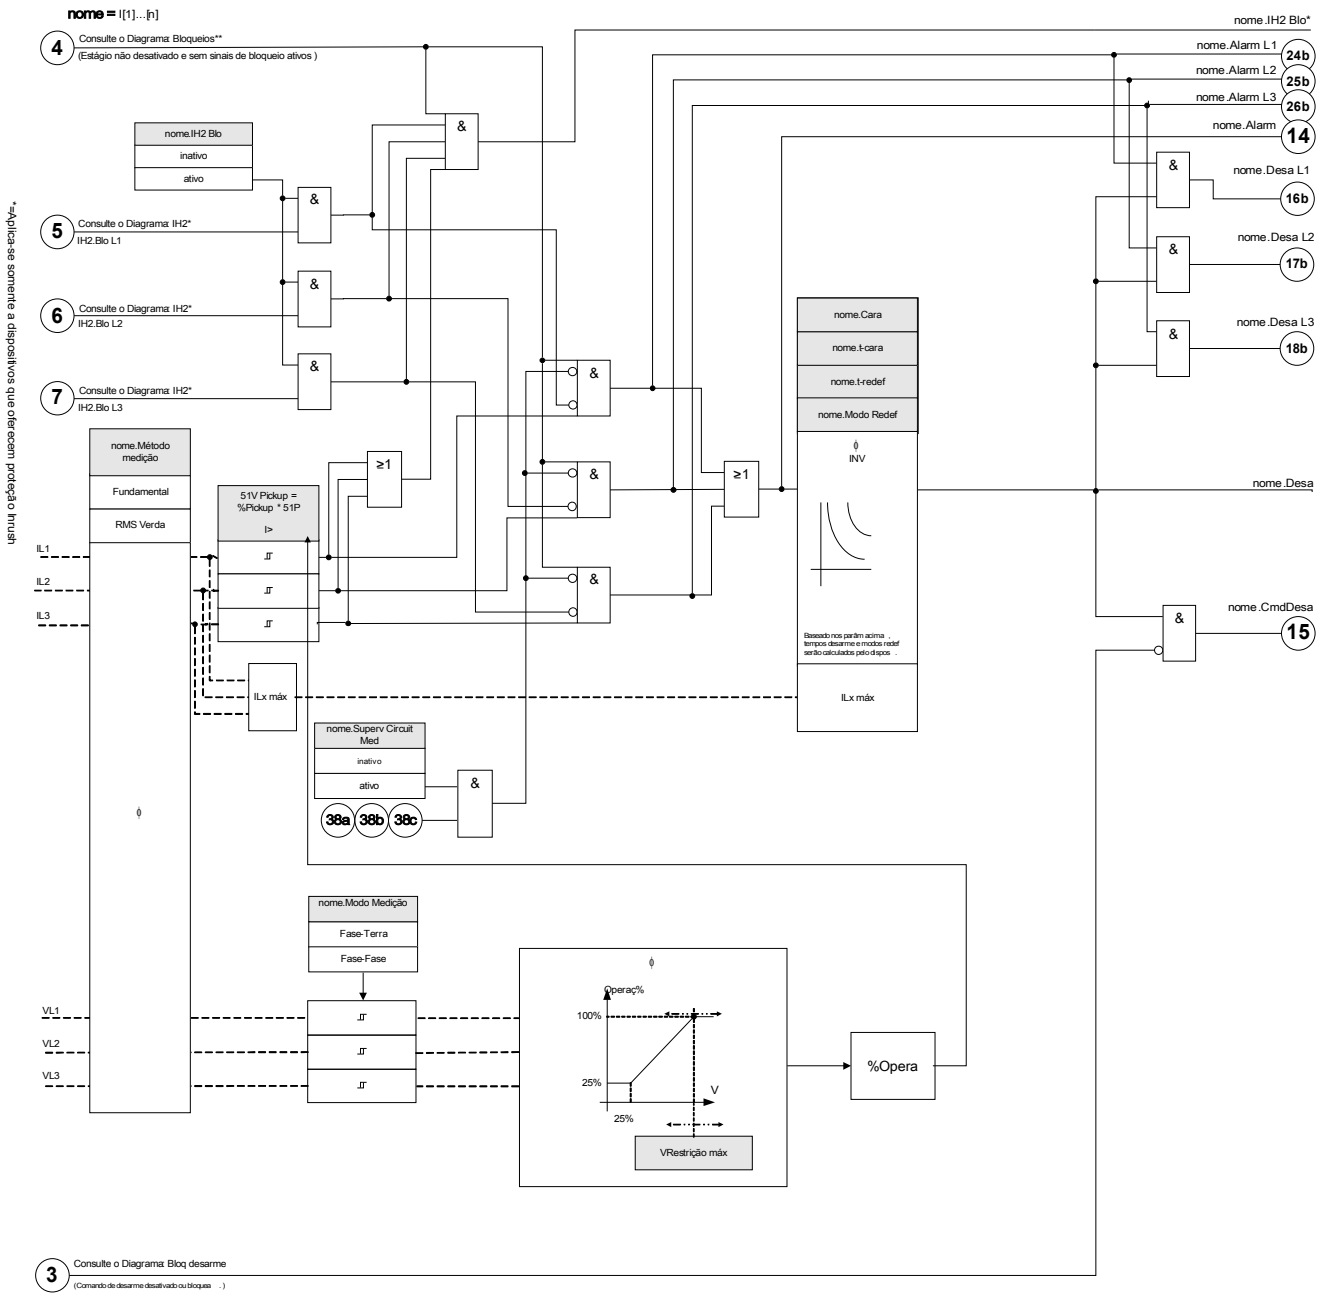 nome = I[1]...[n]
nome.IH2 Blo*
4
Consulte o Diagrama: Bloqueios**
(Estágio não desativado e sem sinais de bloqueio ativos )
nome.Alarm L1
24b
nome.Alarm L2
25b
nome.Alarm L3
26b
nome.Alarm
14
&
nome.IH2 Blo
inativo
ativo
&
nome.Desa L1
16b
&
5
Consulte o Diagrama: IH2*
IH2.Blo L1
&
nome.Desa L2
17b
&
6
Consulte o Diagrama: IH2*
IH2.Blo L2
&
nome.Desa L3
18b
&
7
Consulte o Diagrama: IH2*
IH2.Blo L3
*=Aplica-se somente a dispositivos que oferecem proteção Inrush
nome.Cara
nome.t-cara
nome.t-redef
nome.Modo Redef
ϕ
INV
&
&
&
≥1
≥1
nome.Método
medição
Fundamental
RMS Verda
51V Pickup =
%Pickup * 51P
I>
nome.Desa
IL1
IL2
IL3
nome.CmdDesa
&
15
Baseado nos parâm acima ,
tempos desarme e modos redef
serão calculados pelo dispos .
ILx máx
ILx máx
nome.Superv Circuit
Med
inativo
ativo
&
38a
38b
38c
ϕ
nome.Modo Medição
Fase-Terra
Fase-Fase
ϕ
Operaç%
100%
25%
V
25%
VRestrição máx
%Opera
VL1
VL2
VL3
3
Consulte o Diagrama: Bloq desarme
(Comando de desarme desativado ou bloquea . )